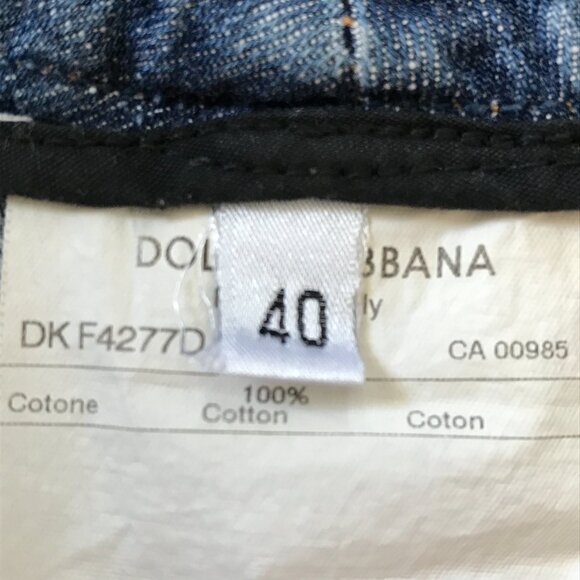 DOL BBANA
40
ly
DK F4277D
CA 00985
100%
Cotone Cotton Coton